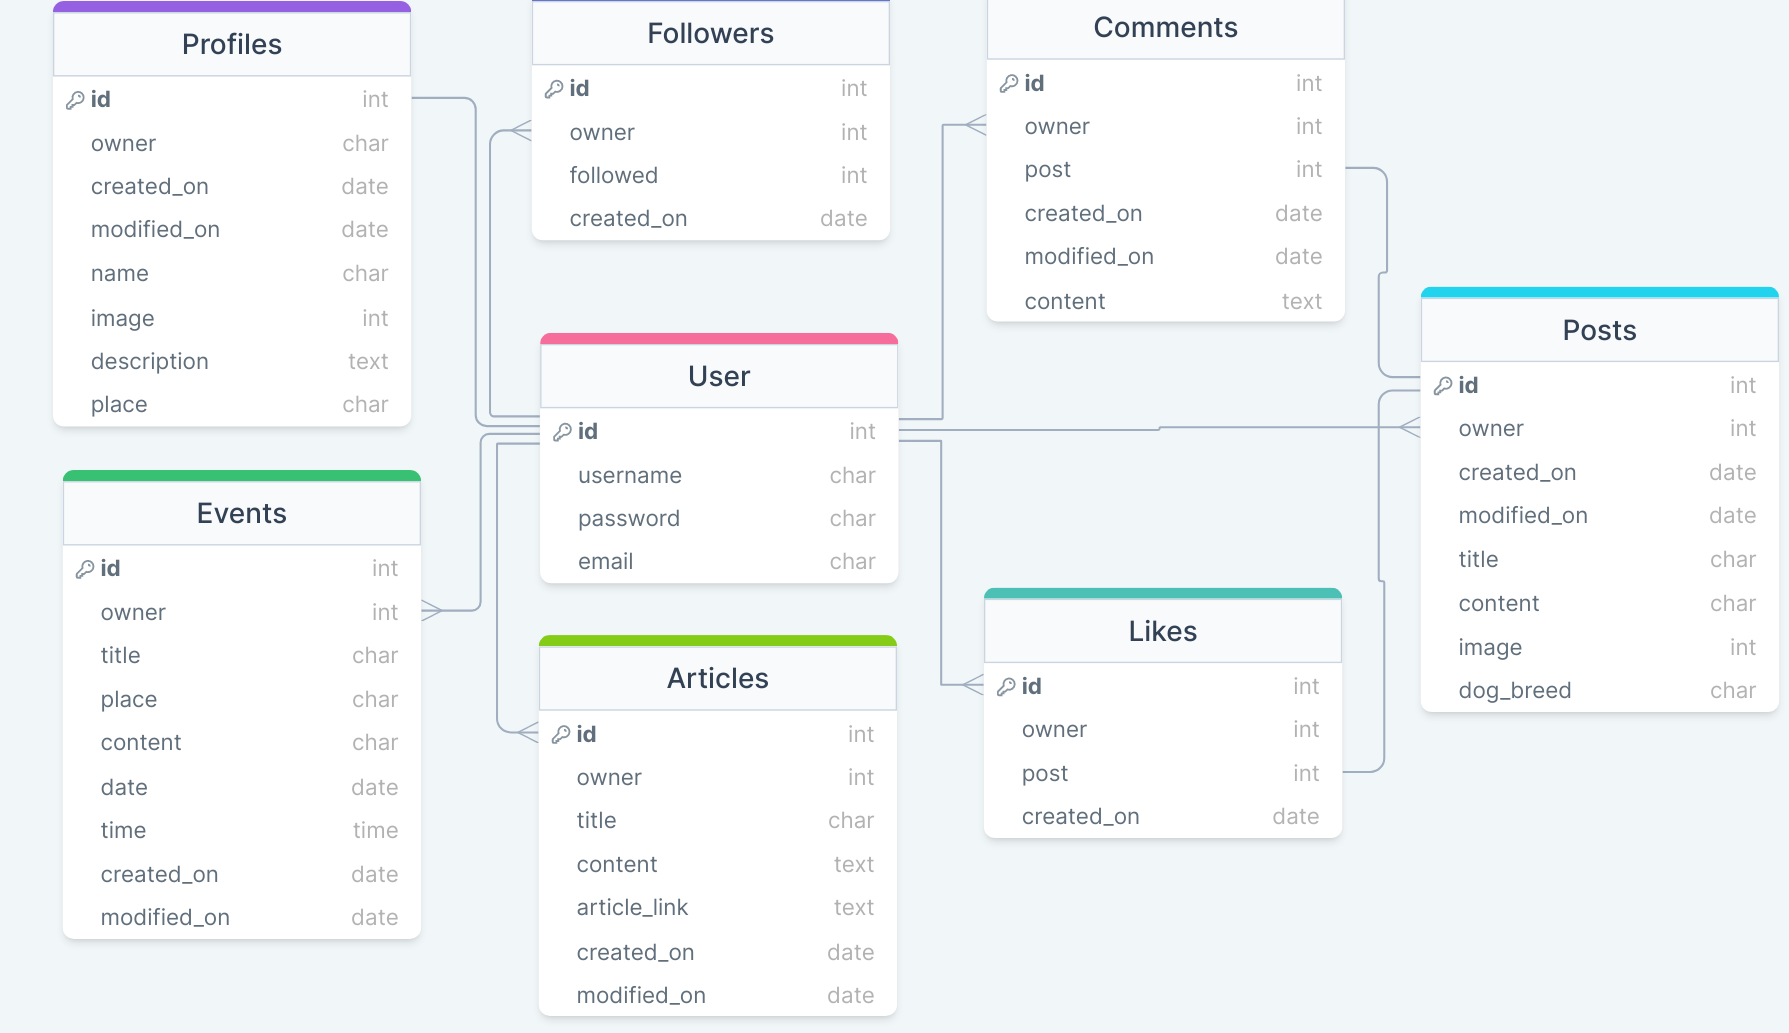 Profiles
id int
owner char
created_on date
modified_on date
name char
image int
description text
place char
Followers
id int
owner int
followed int
created_on date
Comments
id int
owner int
post int
created_on date
modified_on date
content text
User
id int
username char
password char
email char
Posts
id int
owner int
created_on date
modified_on date
title char
content char
image int
dog_breed char
Events
id int
owner int
title char
place char
content char
date date
time time
created_on date
modified_on date
Articles
id int
owner int
title char
content text
article_link text
created_on date
modified_on date
Likes
id int
owner int
post int
created_on date